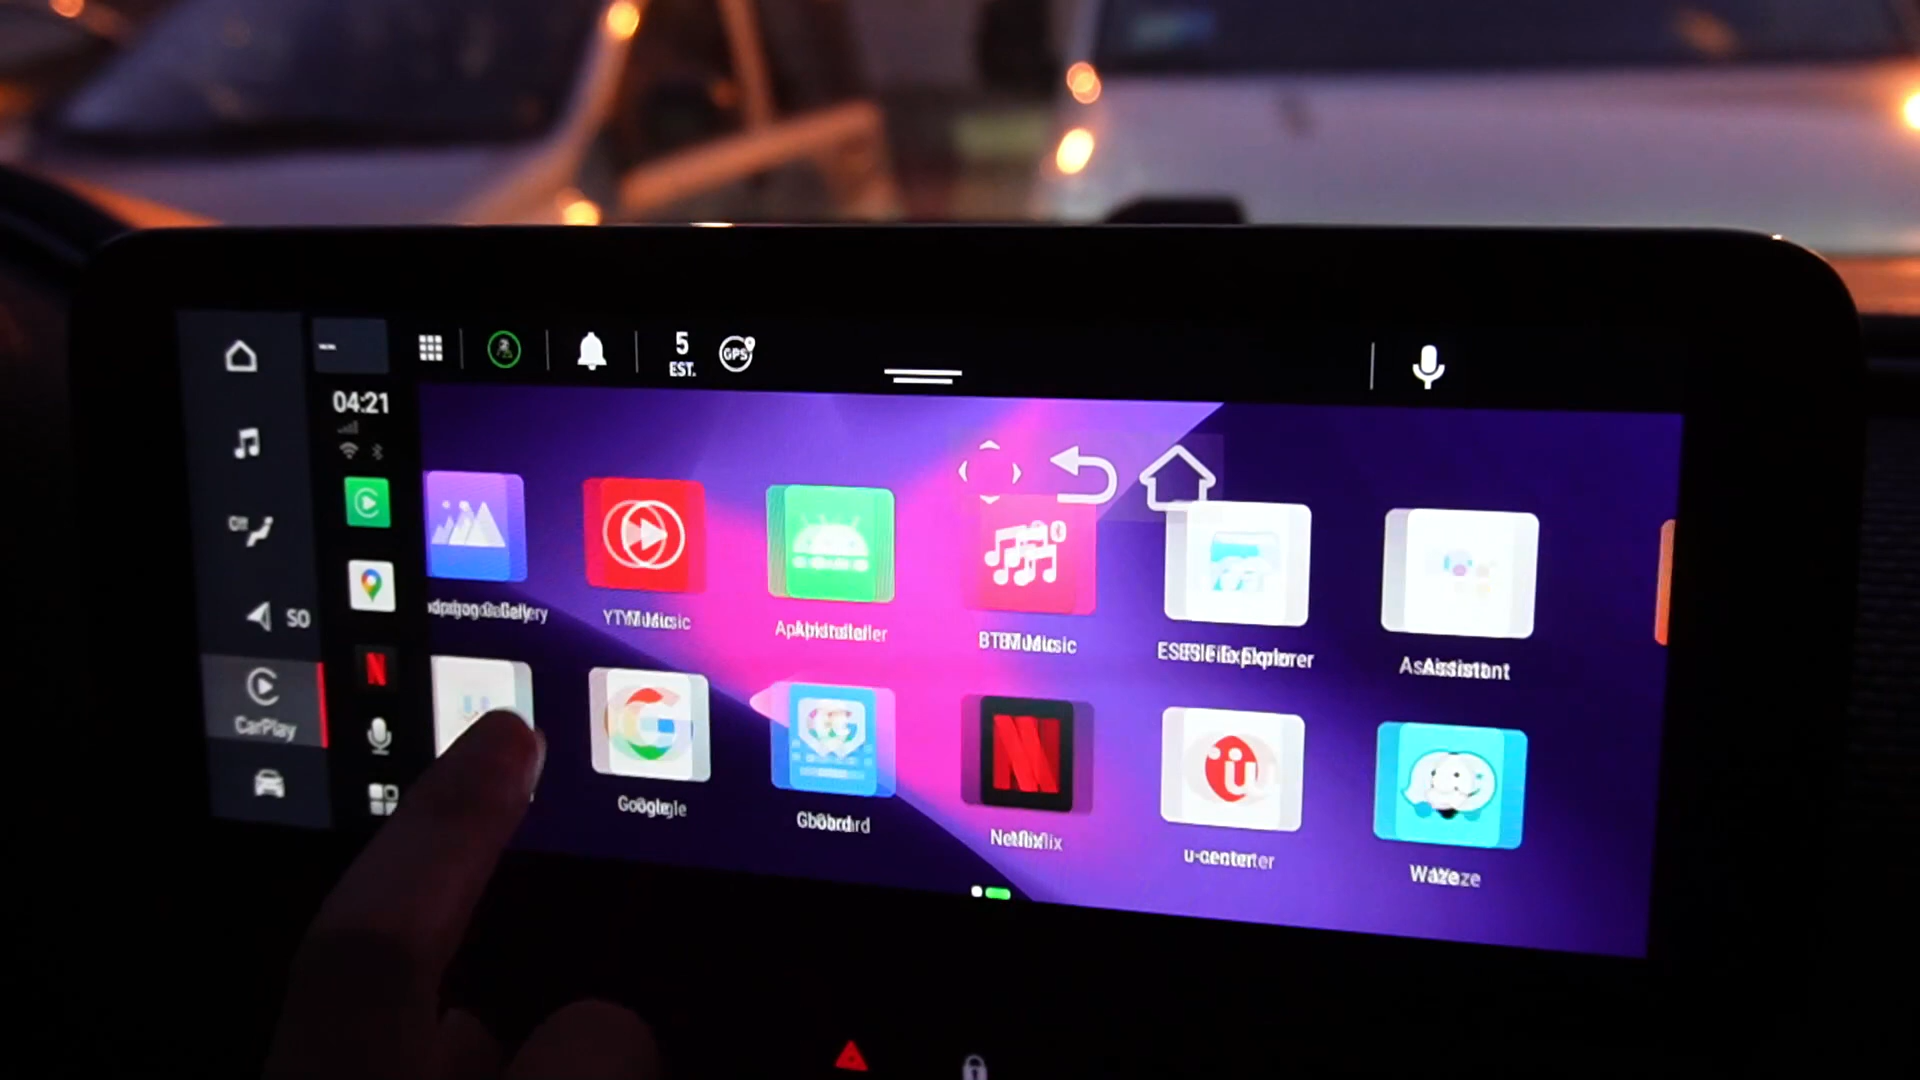 5
EST.
GPS
04:21
Off
SO
CarPlay
Gallery
YT Music
Apk Installer
BT Music
ES File Explorer
Assistant
Google
Gboard
Netflix
u-center
Waze